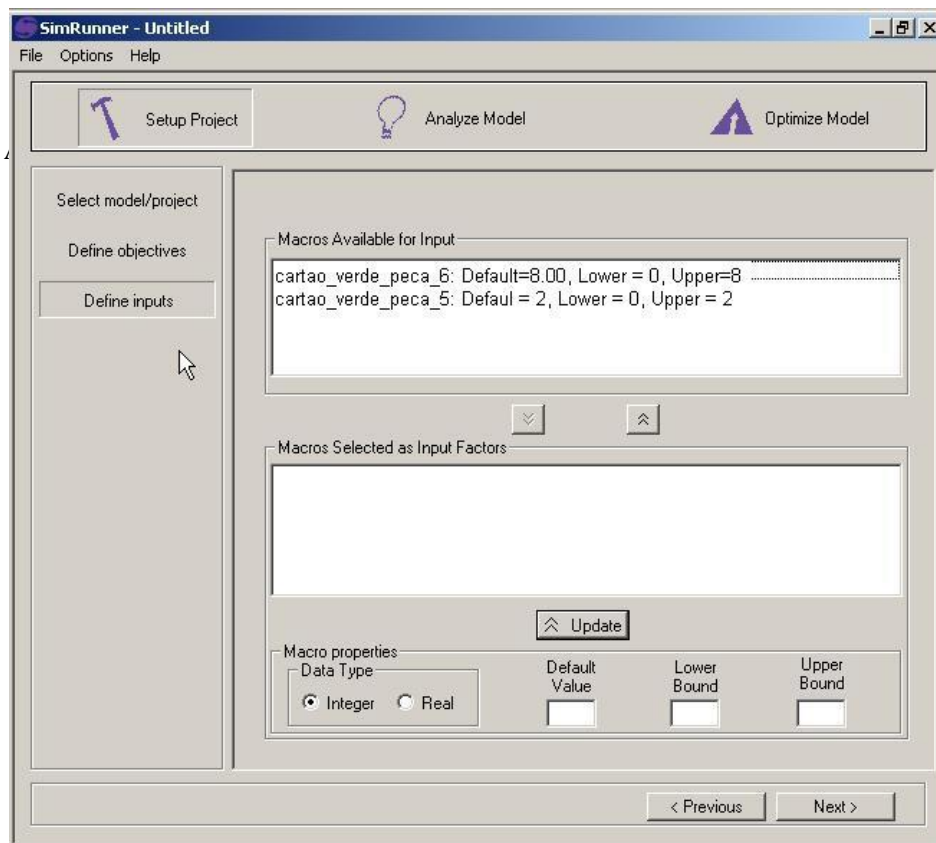 SimRunner - Untitled
File Options Help
Setup Project
Analyze Model
Optimize Model
Select model/project
Define objectives
Define inputs
Macros Available for Input
cartao_verde_peca_6: Default=8.00, Lower = 0, Upper=8
cartao_verde_peca_5: Defaul = 2, Lower = 0, Upper = 2
Macros Selected as Input Factors
Update
Macro properties
Data Type
Integer Real
Default Value
Lower Bound
Upper Bound
< Previous
Next >